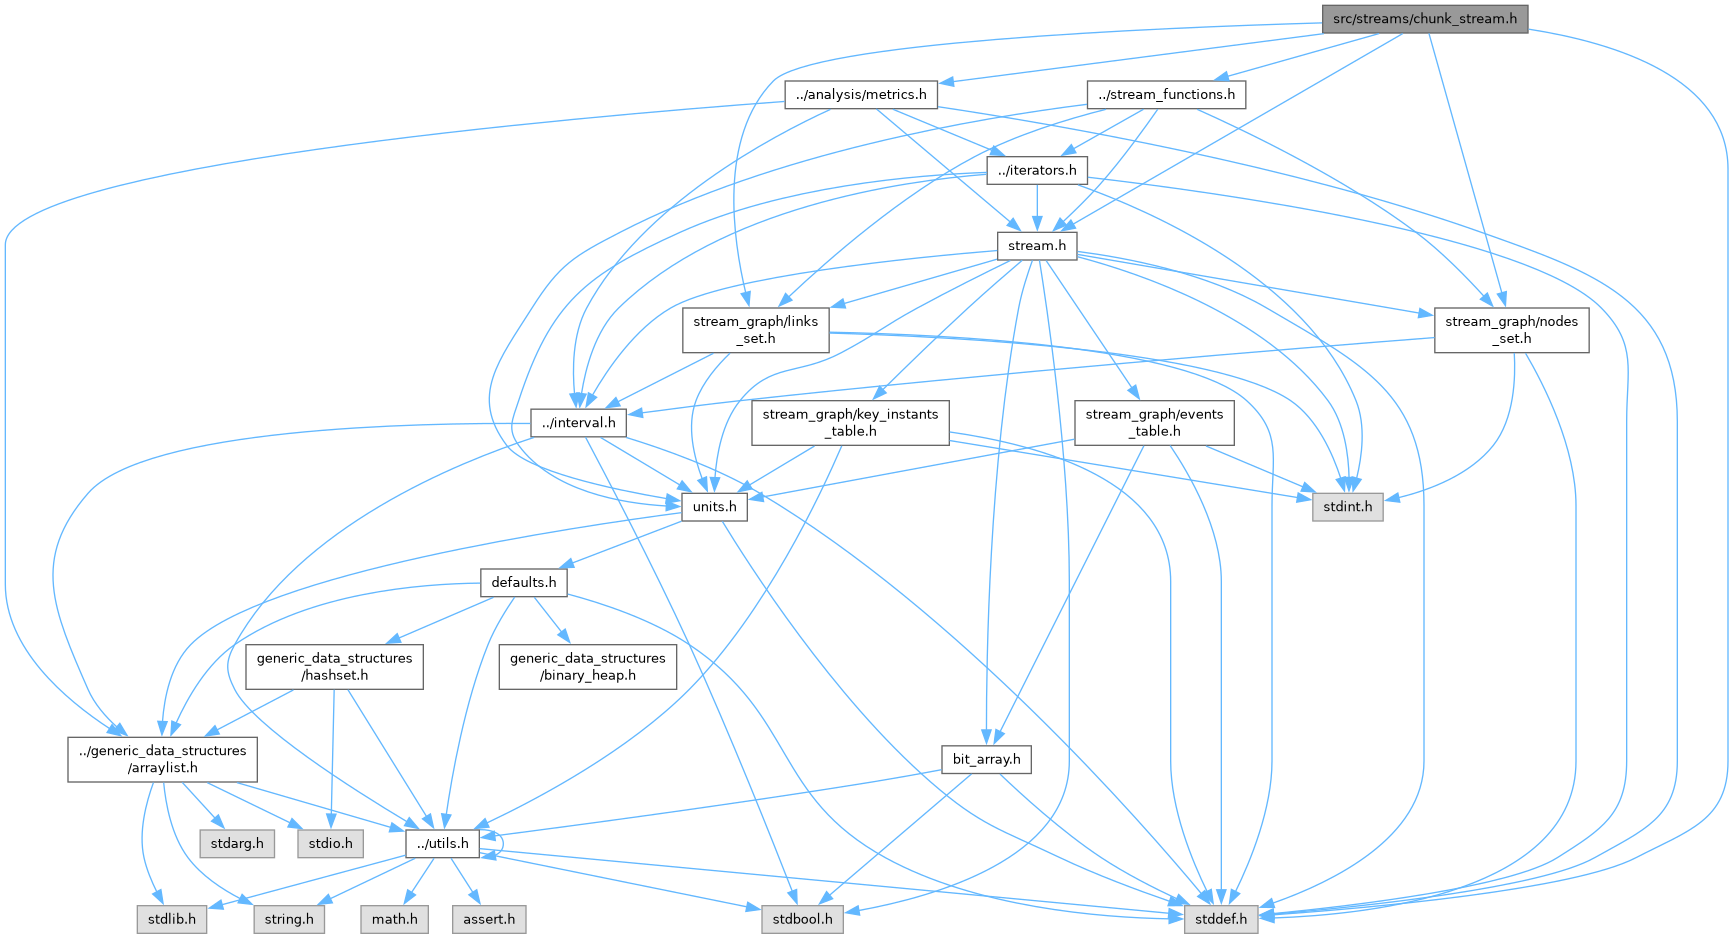 src/streams/chunk_stream.h
../analysis/metrics.h
../stream_functions.h
../iterators.h
stream.h
stream_graph/links
_set.h
stream_graph/nodes
_set.h
../interval.h
stream_graph/key_instants
_table.h
stream_graph/events
_table.h
units.h
stdint.h
defaults.h
generic_data_structures
/hashset.h
generic_data_structures
/binary_heap.h
../generic_data_structures
/arraylist.h
bit_array.h
stdarg.h
stdio.h
../utils.h
stdlib.h
string.h
math.h
assert.h
stdbool.h
stddef.h